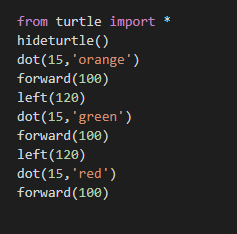 from turtle import *
hideturtle()
dot(15,'orange')
forward(100)
left(120)
dot(15,'green')
forward(100)
left(120)
dot(15,'red')
forward(100)